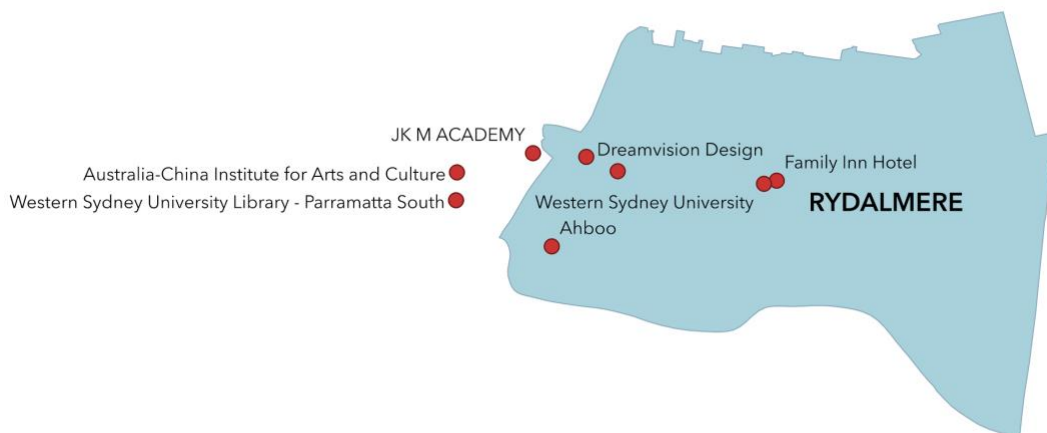 JK M ACADEMY
Dreamvision Design
Family Inn Hotel
Australia-China Institute for Arts and Culture
Western Sydney University Library - Parramatta South
Western Sydney University
RYDALMERE
Ahboo